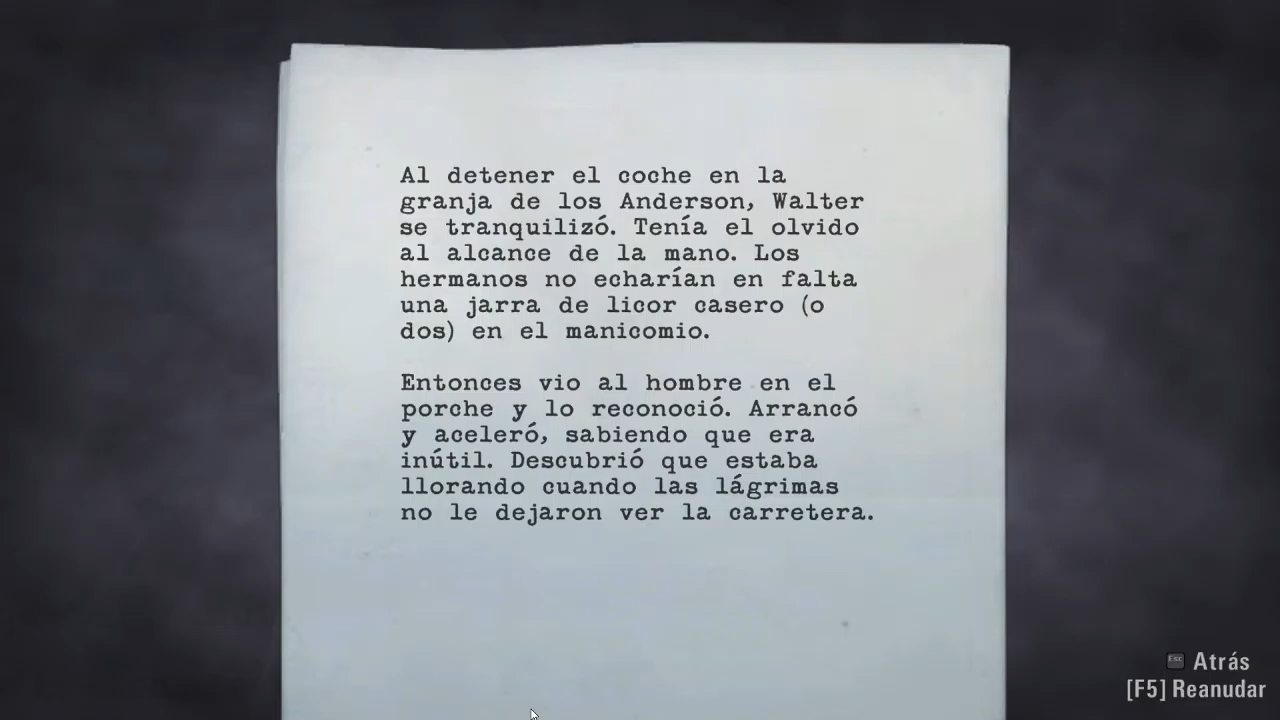 Al detener el coche en la
granja de los Anderson, Walter
se tranquilizó. Tenía el olvido
al alcance de la mano. Los
hermanos no echarían en falta
una jarra de licor casero (o
dos) en el manicomio.
Entonces vio al hombre en el
porche y lo reconoció. Arrancó
y aceleró, sabiendo que era
inútil. Descubrió que estaba
llorando cuando las lágrimas
no le dejaron ver la carretera.
Esc Atrás
[F5] Reanudar